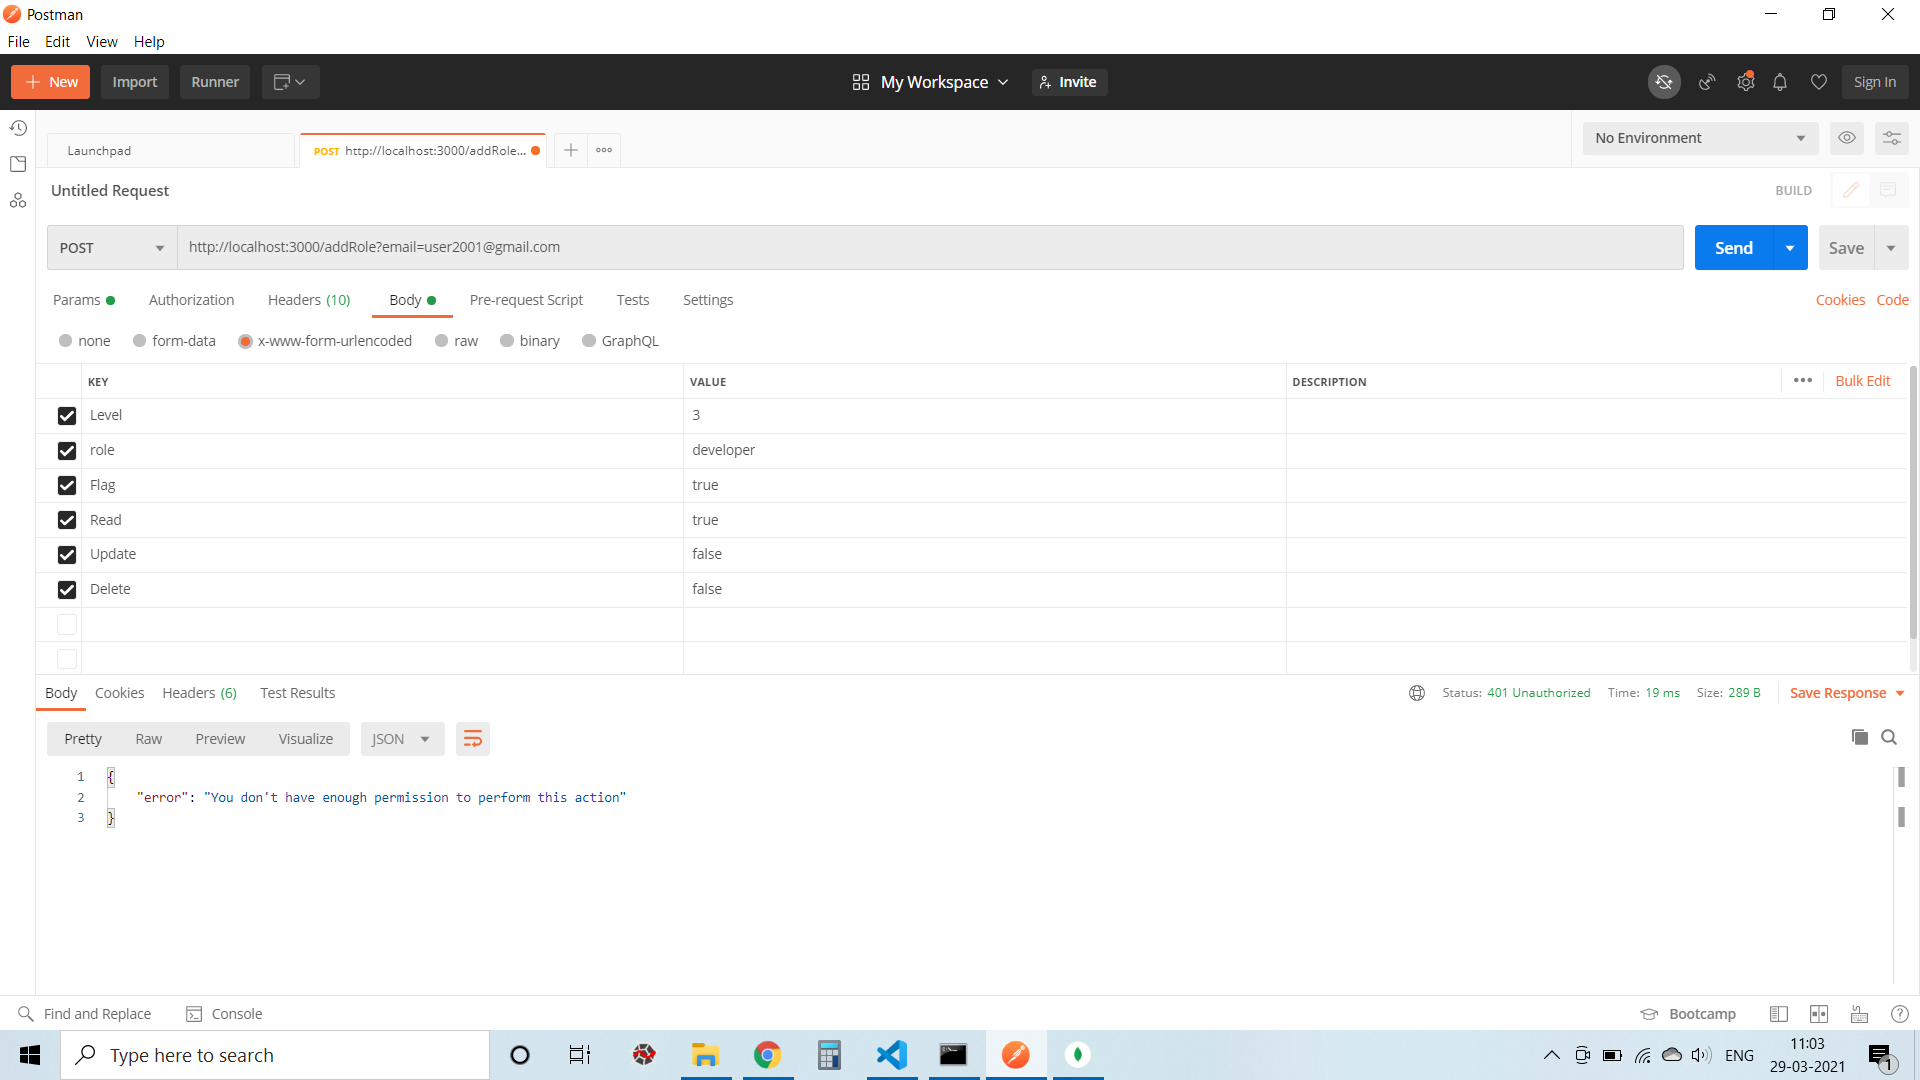 Postman
File Edit View Help
New Import Runner My Workspace Invite Sign In
Launchpad POST http://localhost:3000/addRole... No Environment
Untitled Request BUILD
POST http://localhost:3000/addRole?email=user2001@gmail.com Send Save
Params Authorization Headers (10) Body Pre-request Script Tests Settings Cookies Code
none form-data x-www-form-urlencoded raw binary GraphQL
KEY VALUE DESCRIPTION Bulk Edit
Level 3
role developer
Flag true
Read true
Update false
Delete false
Body Cookies Headers (6) Test Results Status: 401 Unauthorized Time: 19 ms Size: 289 B Save Response
Pretty Raw Preview Visualize JSON
1 {
2 "error": "You don't have enough permission to perform this action"
3 }
Find and Replace Console Bootcamp
Type here to search ENG 11:03
29-03-2021 1